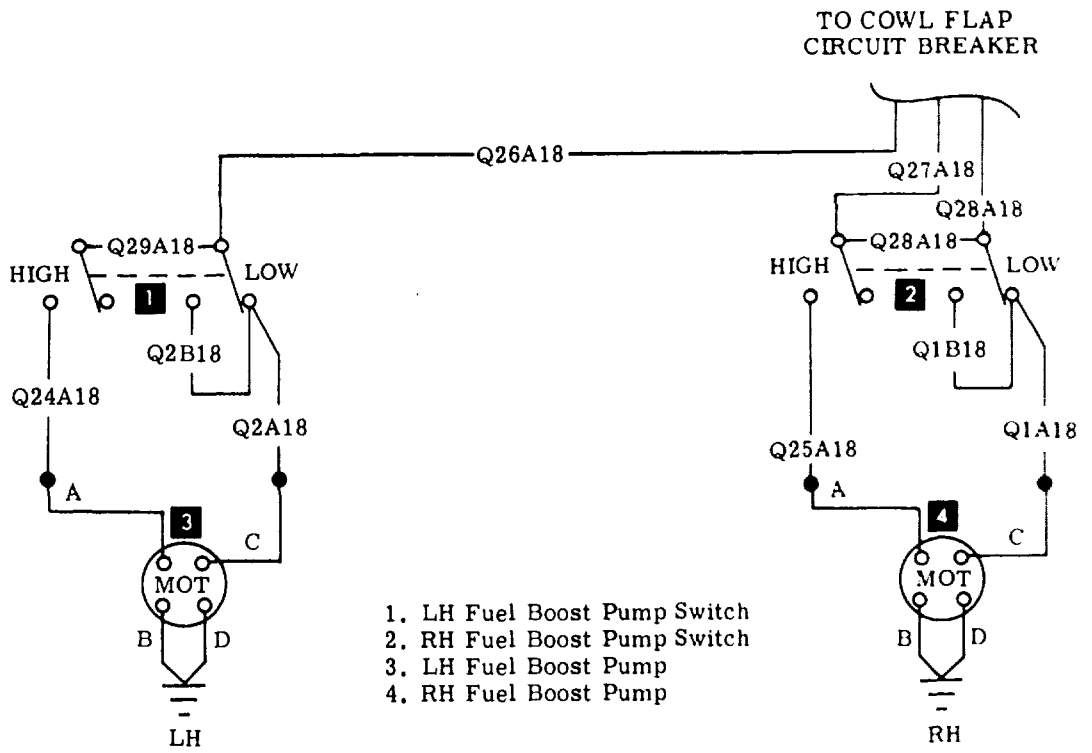 TO COWL FLAP
CIRCUIT BREAKER
Q26A18
Q27A18
Q28A18
Q29A18
Q28A18
HIGH
LOW
HIGH
LOW
1
2
Q2B18
Q1B18
Q24A18
Q2A18
Q25A18
Q1A18
A
3
C
A
4
C
MOT
MOT
B
D
B
D
1. LH Fuel Boost Pump Switch
2. RH Fuel Boost Pump Switch
3. LH Fuel Boost Pump
4. RH Fuel Boost Pump
LH
RH